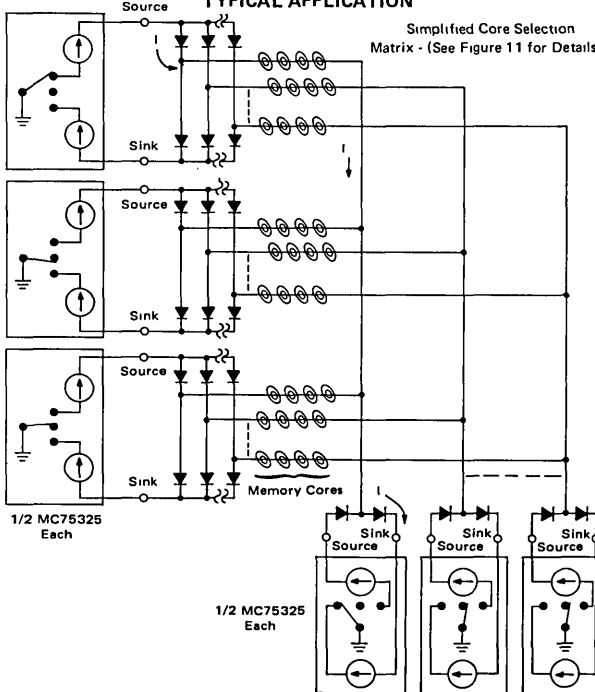 TYPICAL APPLICATION
Source
Simplified Core Selection
Matrix - (See Figure 11 for Details
I
Sink
I
Source
Sink
Source
Sink
Memory Cores
I
1/2 MC75325
Each
Sink
Source
Sink
Source
Sink
Source
1/2 MC75325
Each